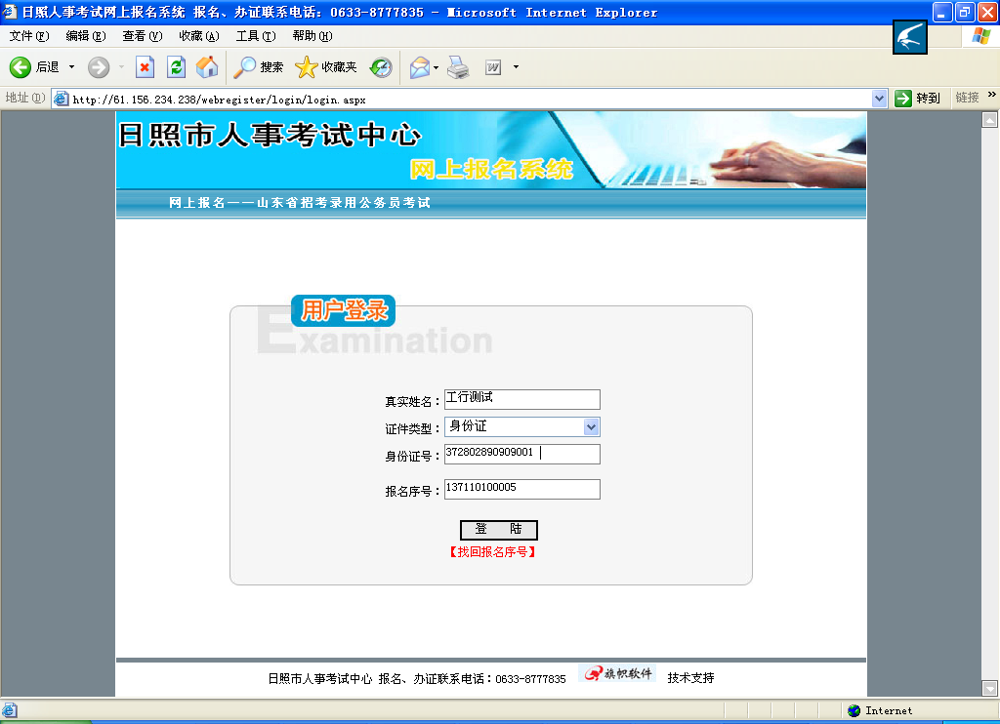 日照人事考试网上报名系统 报名、办证联系电话：0633-8777835 - Microsoft Internet Explorer
文件(F) 编辑(E) 查看(V) 收藏(A) 工具(T) 帮助(H)
后退 搜索 收藏夹
地址(D) http://61.156.234.238/webregister/login/login.aspx 转到 链接 »
日照市人事考试中心
网上报名系统
网上报名——山东省招考录用公务员考试
用户登录
Examination
真实姓名：工行测试
证件类型：身份证
身份证号：372802890909001
报名序号：137110100005
登 陆
【找回报名序号】
日照市人事考试中心 报名、办证联系电话：0633-8777835 旗帜软件 技术支持
Internet